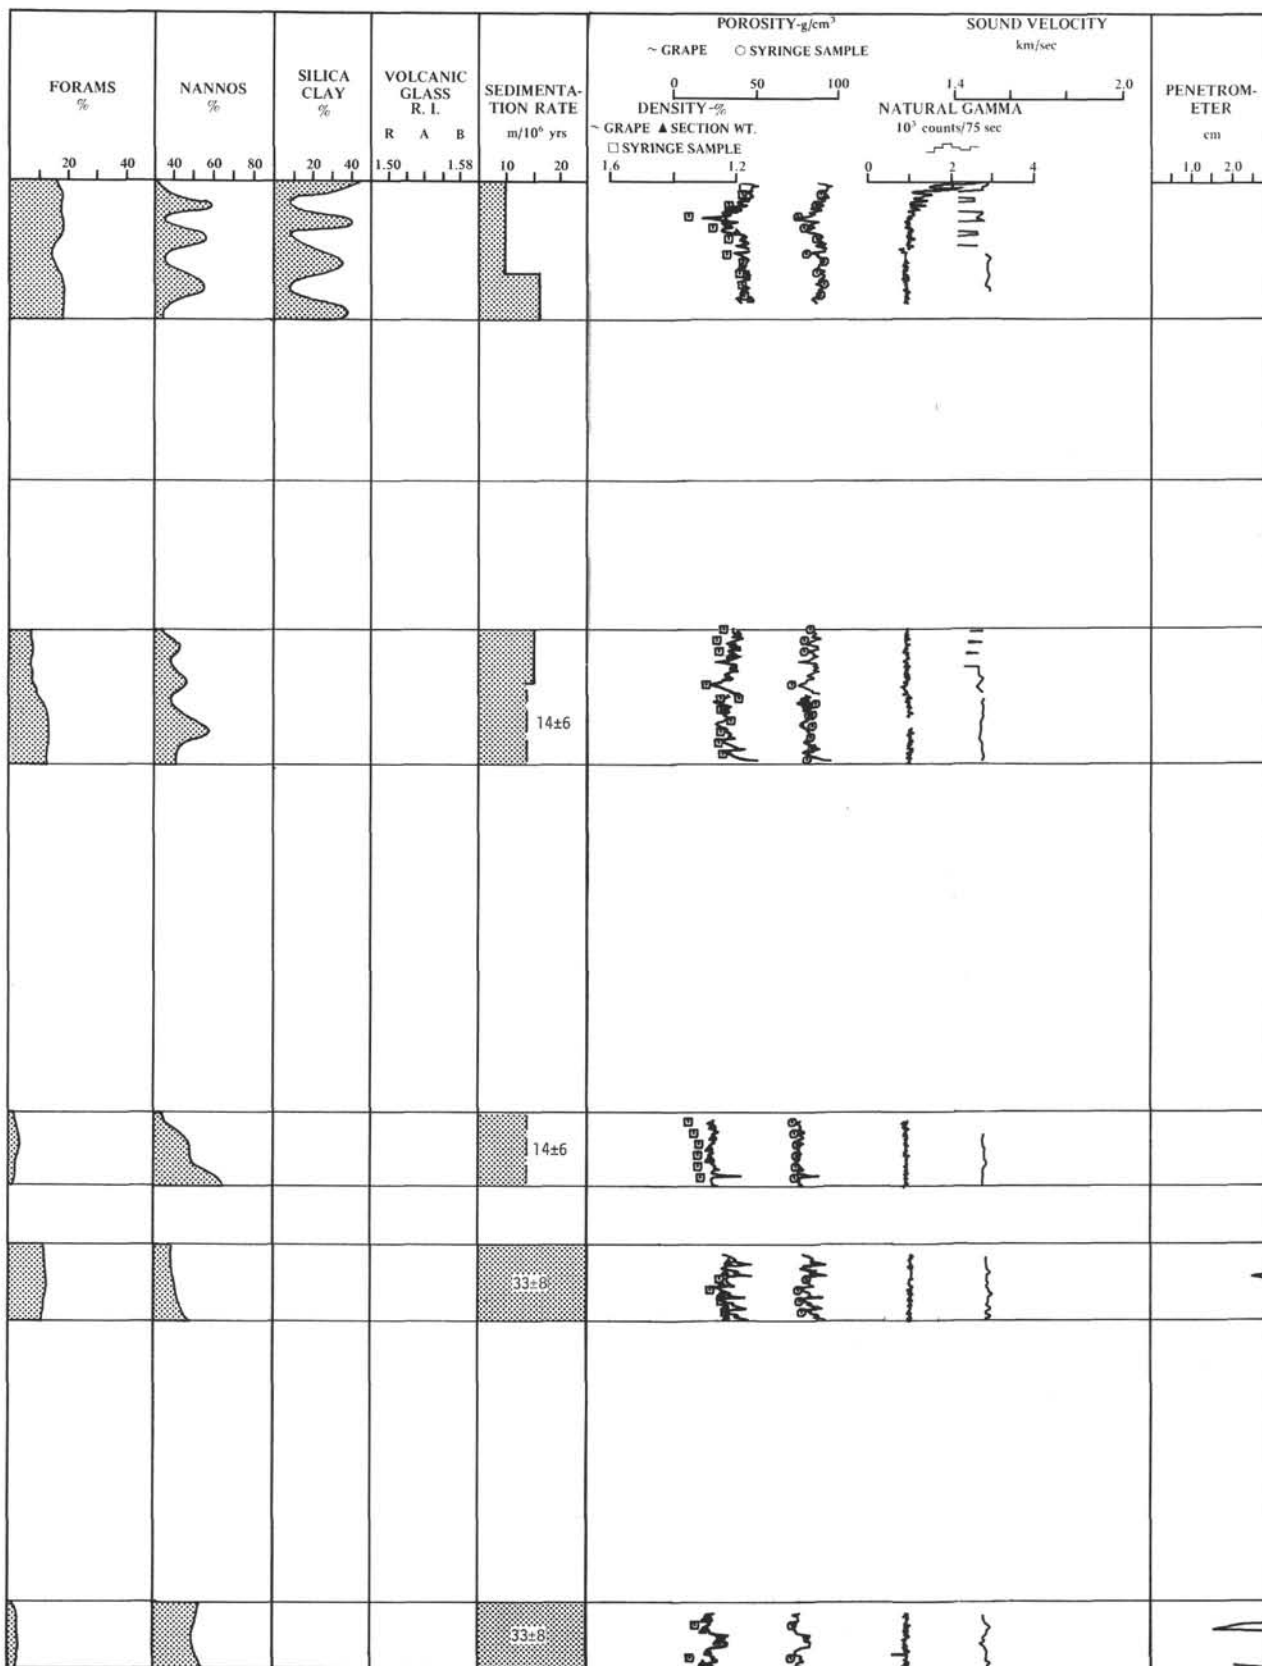 FORAMS
%
20 40
NANNOS
%
40 60 80
SILICA
CLAY
%
20 40
VOLCANIC
GLASS
R. I.
R A B
1.50 1.58
SEDIMENTA-
TION RATE
m/10⁶ yrs
10 20
POROSITY-g/cm³
~ GRAPE ○ SYRINGE SAMPLE
0 50 100
DENSITY-%
~ GRAPE ▲ SECTION WT.
□ SYRINGE SAMPLE
1.6 1.2
SOUND VELOCITY
km/sec
1.4 2.0
NATURAL GAMMA
10³ counts/75 sec
0 2 4
PENETROM-
ETER
cm
1.0 2.0
14±6
14±6
33±8
33±8